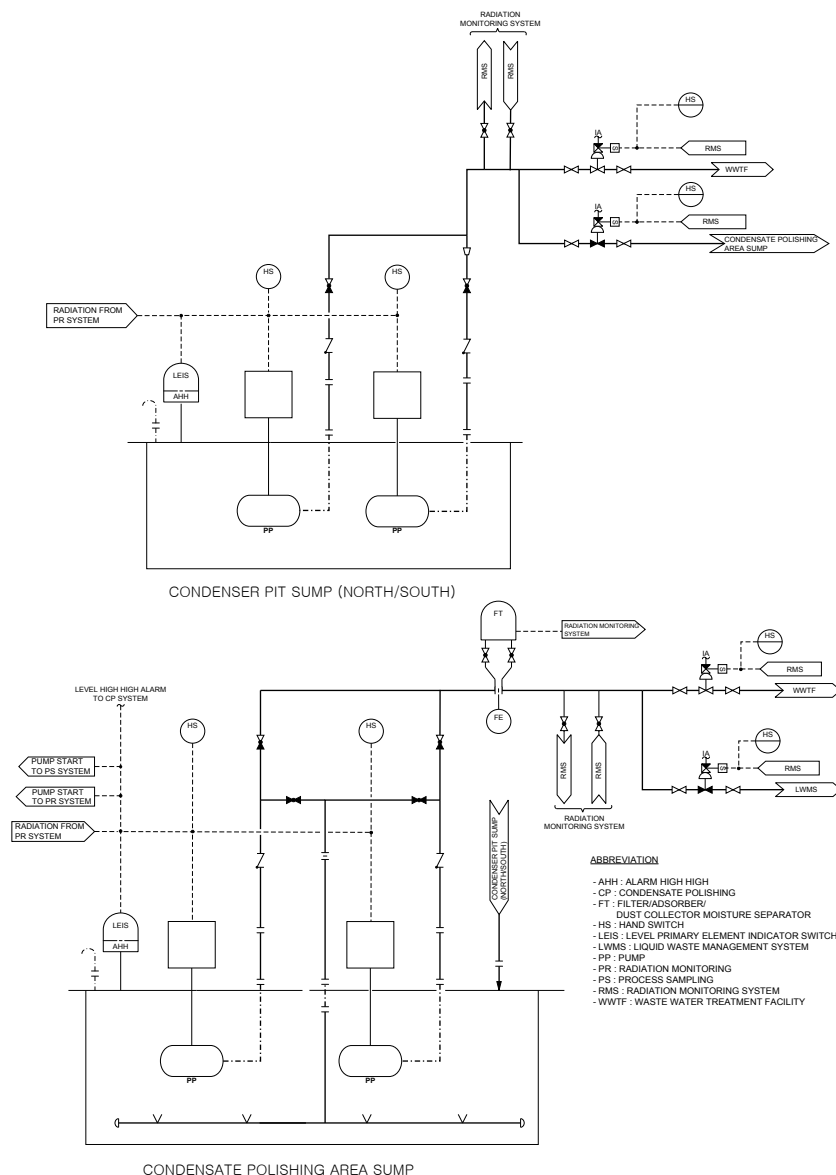 RADIATION
MONITORING SYSTEM
RMS
RMS
HS
IA
S
RMS
WWTF
HS
IA
S
RMS
CONDENSATE POLISHING
AREA SUMP
HS
HS
RADIATION FROM
PR SYSTEM
LEIS
AHH
PP
PP
CONDENSER PIT SUMP (NORTH/SOUTH)
FT
RADIATION MONITORING
SYSTEM
FE
HS
IA
S
RMS
WWTF
HS
IA
S
RMS
LWMS
RMS
RMS
RADIATION
MONITORING SYSTEM
LEVEL HIGH HIGH ALARM
TO CP SYSTEM
HS
HS
PUMP START
TO PS SYSTEM
PUMP START
TO PR SYSTEM
RADIATION FROM
PR SYSTEM
CONDENSER PIT SUMP
(NORTH/SOUTH)
LEIS
AHH
PP
PP
CONDENSATE POLISHING AREA SUMP
ABBREVIATION
- AHH : ALARM HIGH HIGH
- CP : CONDENSATE POLISHING
- FT : FILTER/ADSORBER/
DUST COLLECTOR MOISTURE SEPARATOR
- HS : HAND SWITCH
- LEIS : LEVEL PRIMARY ELEMENT INDICATOR SWITCH
- LWMS : LIQUID WASTE MANAGEMENT SYSTEM
- PP : PUMP
- PR : RADIATION MONITORING
- PS : PROCESS SAMPLING
- RMS : RADIATION MONITORING SYSTEM
- WWTF : WASTE WATER TREATMENT FACILITY